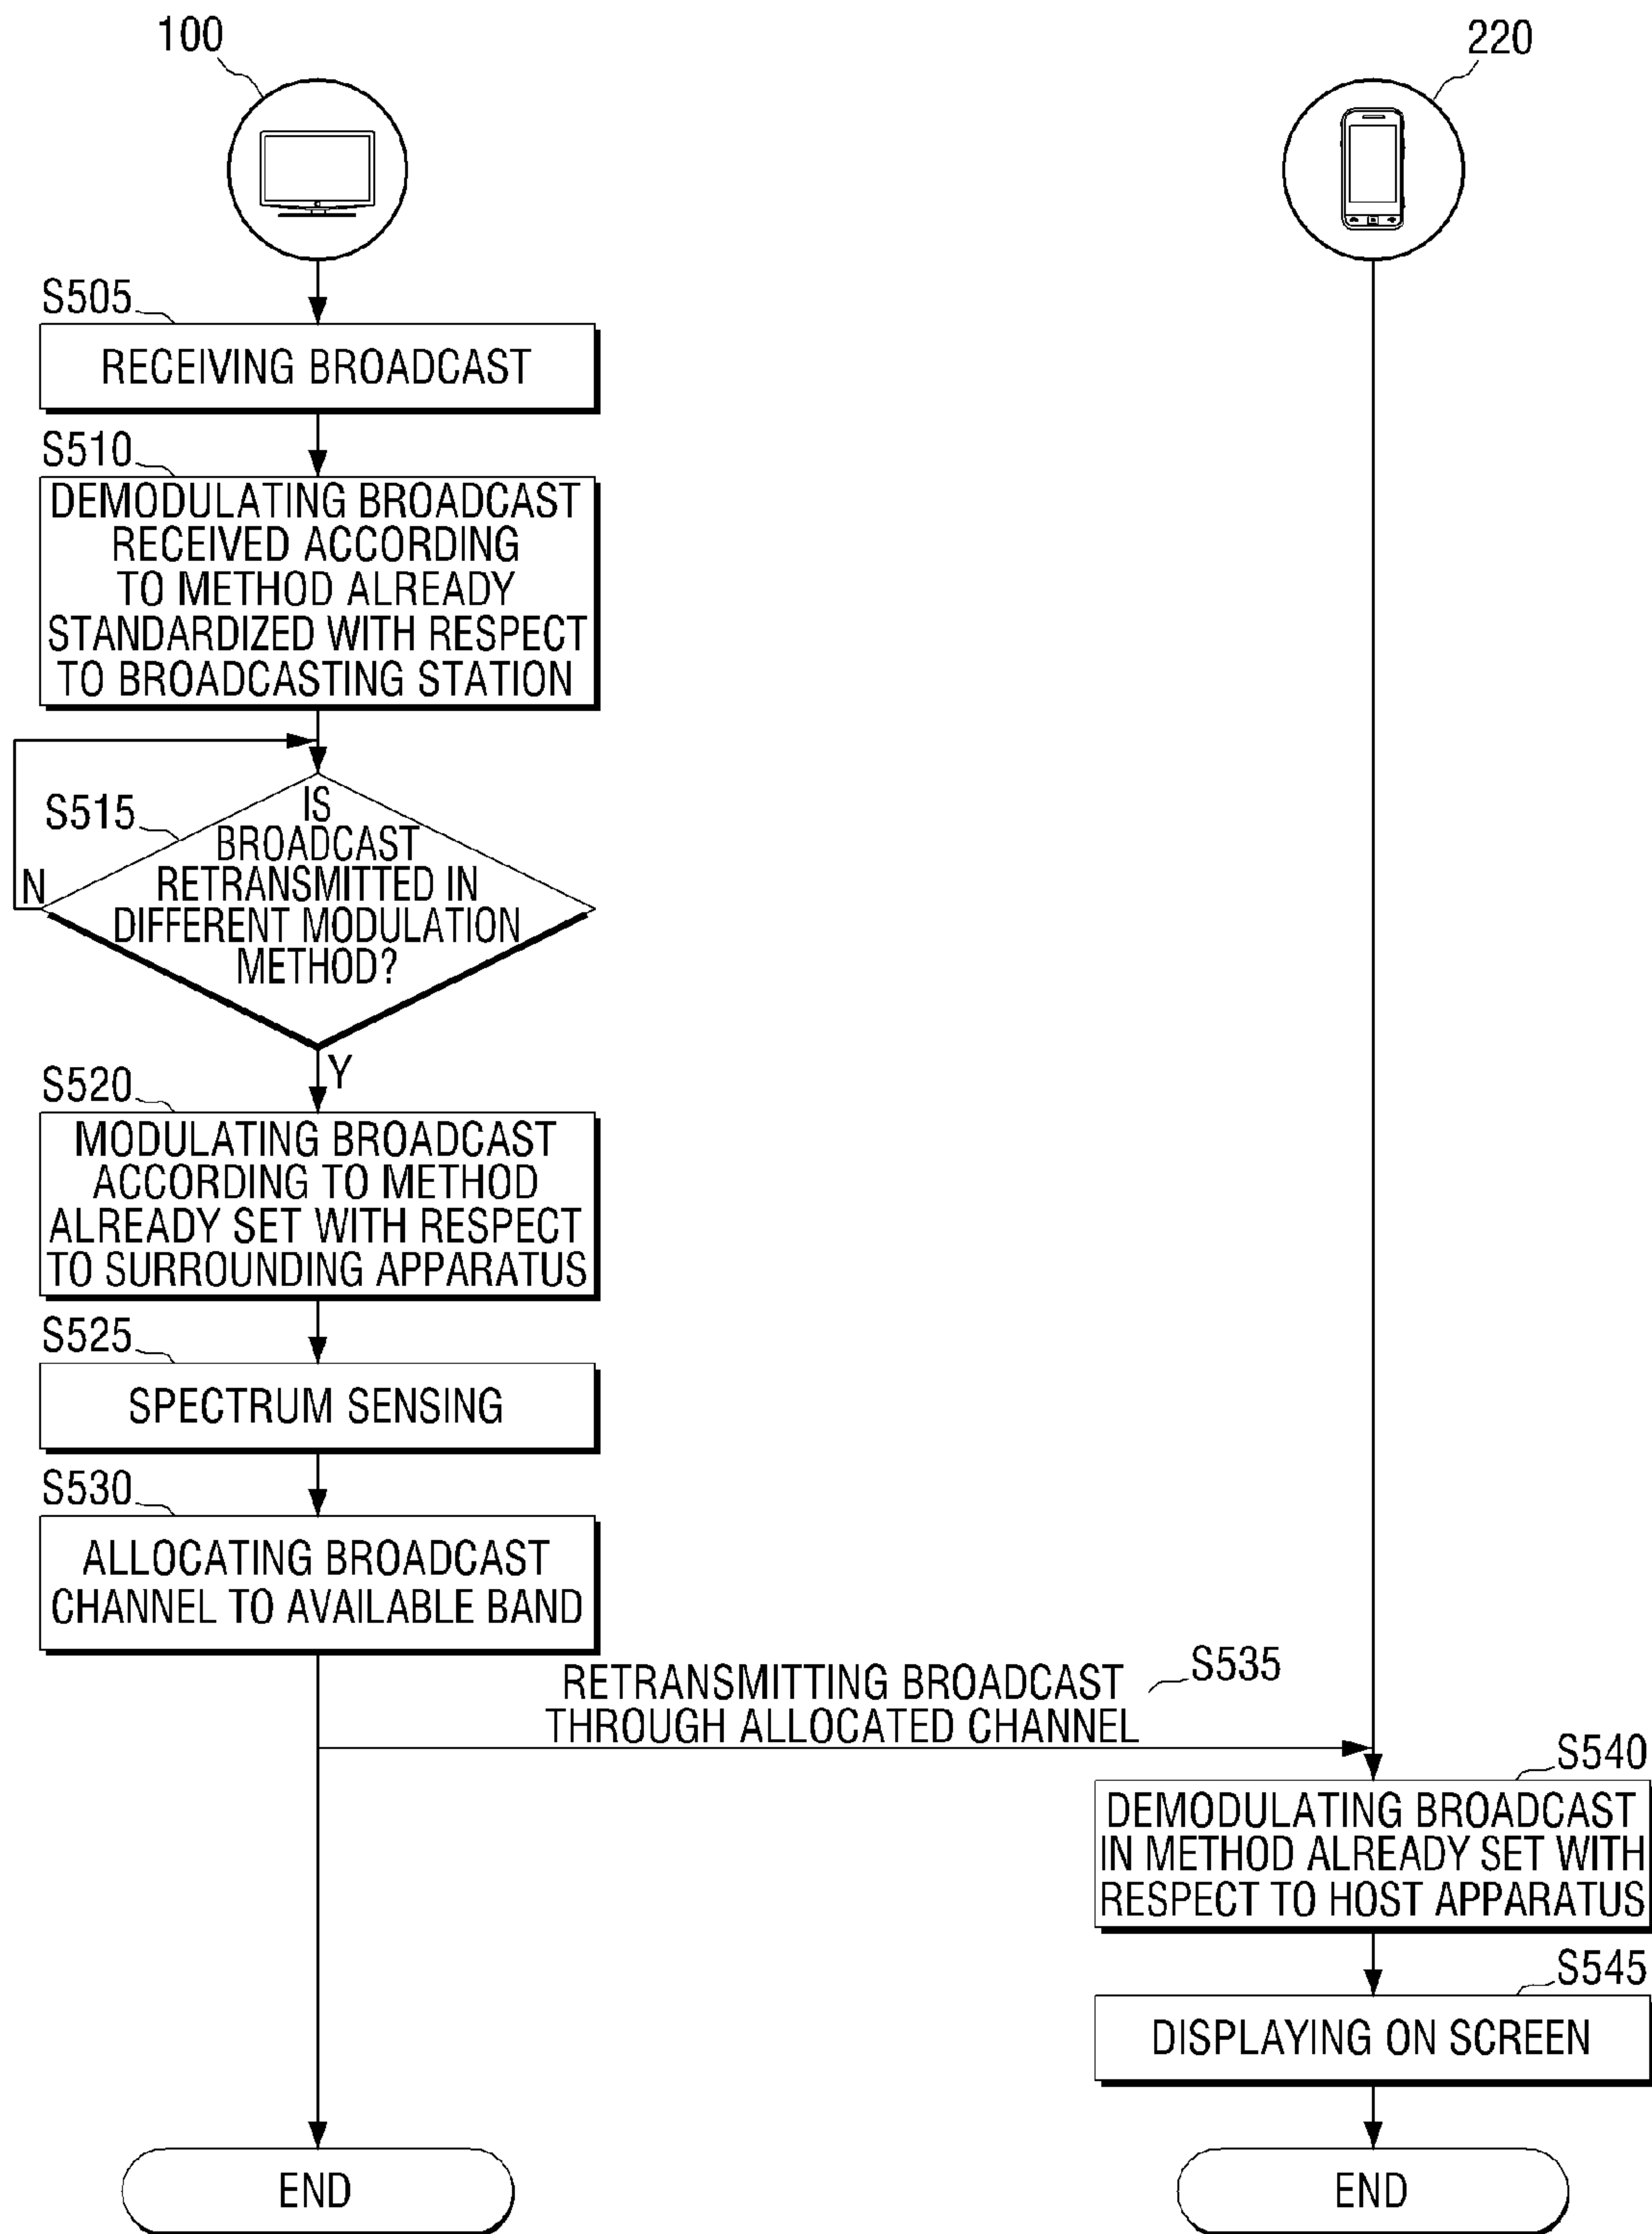 100
220
S505
RECEIVING BROADCAST
S510
DEMODULATING BROADCAST
RECEIVED ACCORDING
TO METHOD ALREADY
STANDARDIZED WITH RESPECT
TO BROADCASTING STATION
S515
IS
BROADCAST
RETRANSMITTED IN
DIFFERENT MODULATION
METHOD?
N
Y
S520
MODULATING BROADCAST
ACCORDING TO METHOD
ALREADY SET WITH RESPECT
TO SURROUNDING APPARATUS
S525
SPECTRUM SENSING
S530
ALLOCATING BROADCAST
CHANNEL TO AVAILABLE BAND
RETRANSMITTING BROADCAST
THROUGH ALLOCATED CHANNEL
S535
S540
DEMODULATING BROADCAST
IN METHOD ALREADY SET WITH
RESPECT TO HOST APPARATUS
S545
DISPLAYING ON SCREEN
END
END